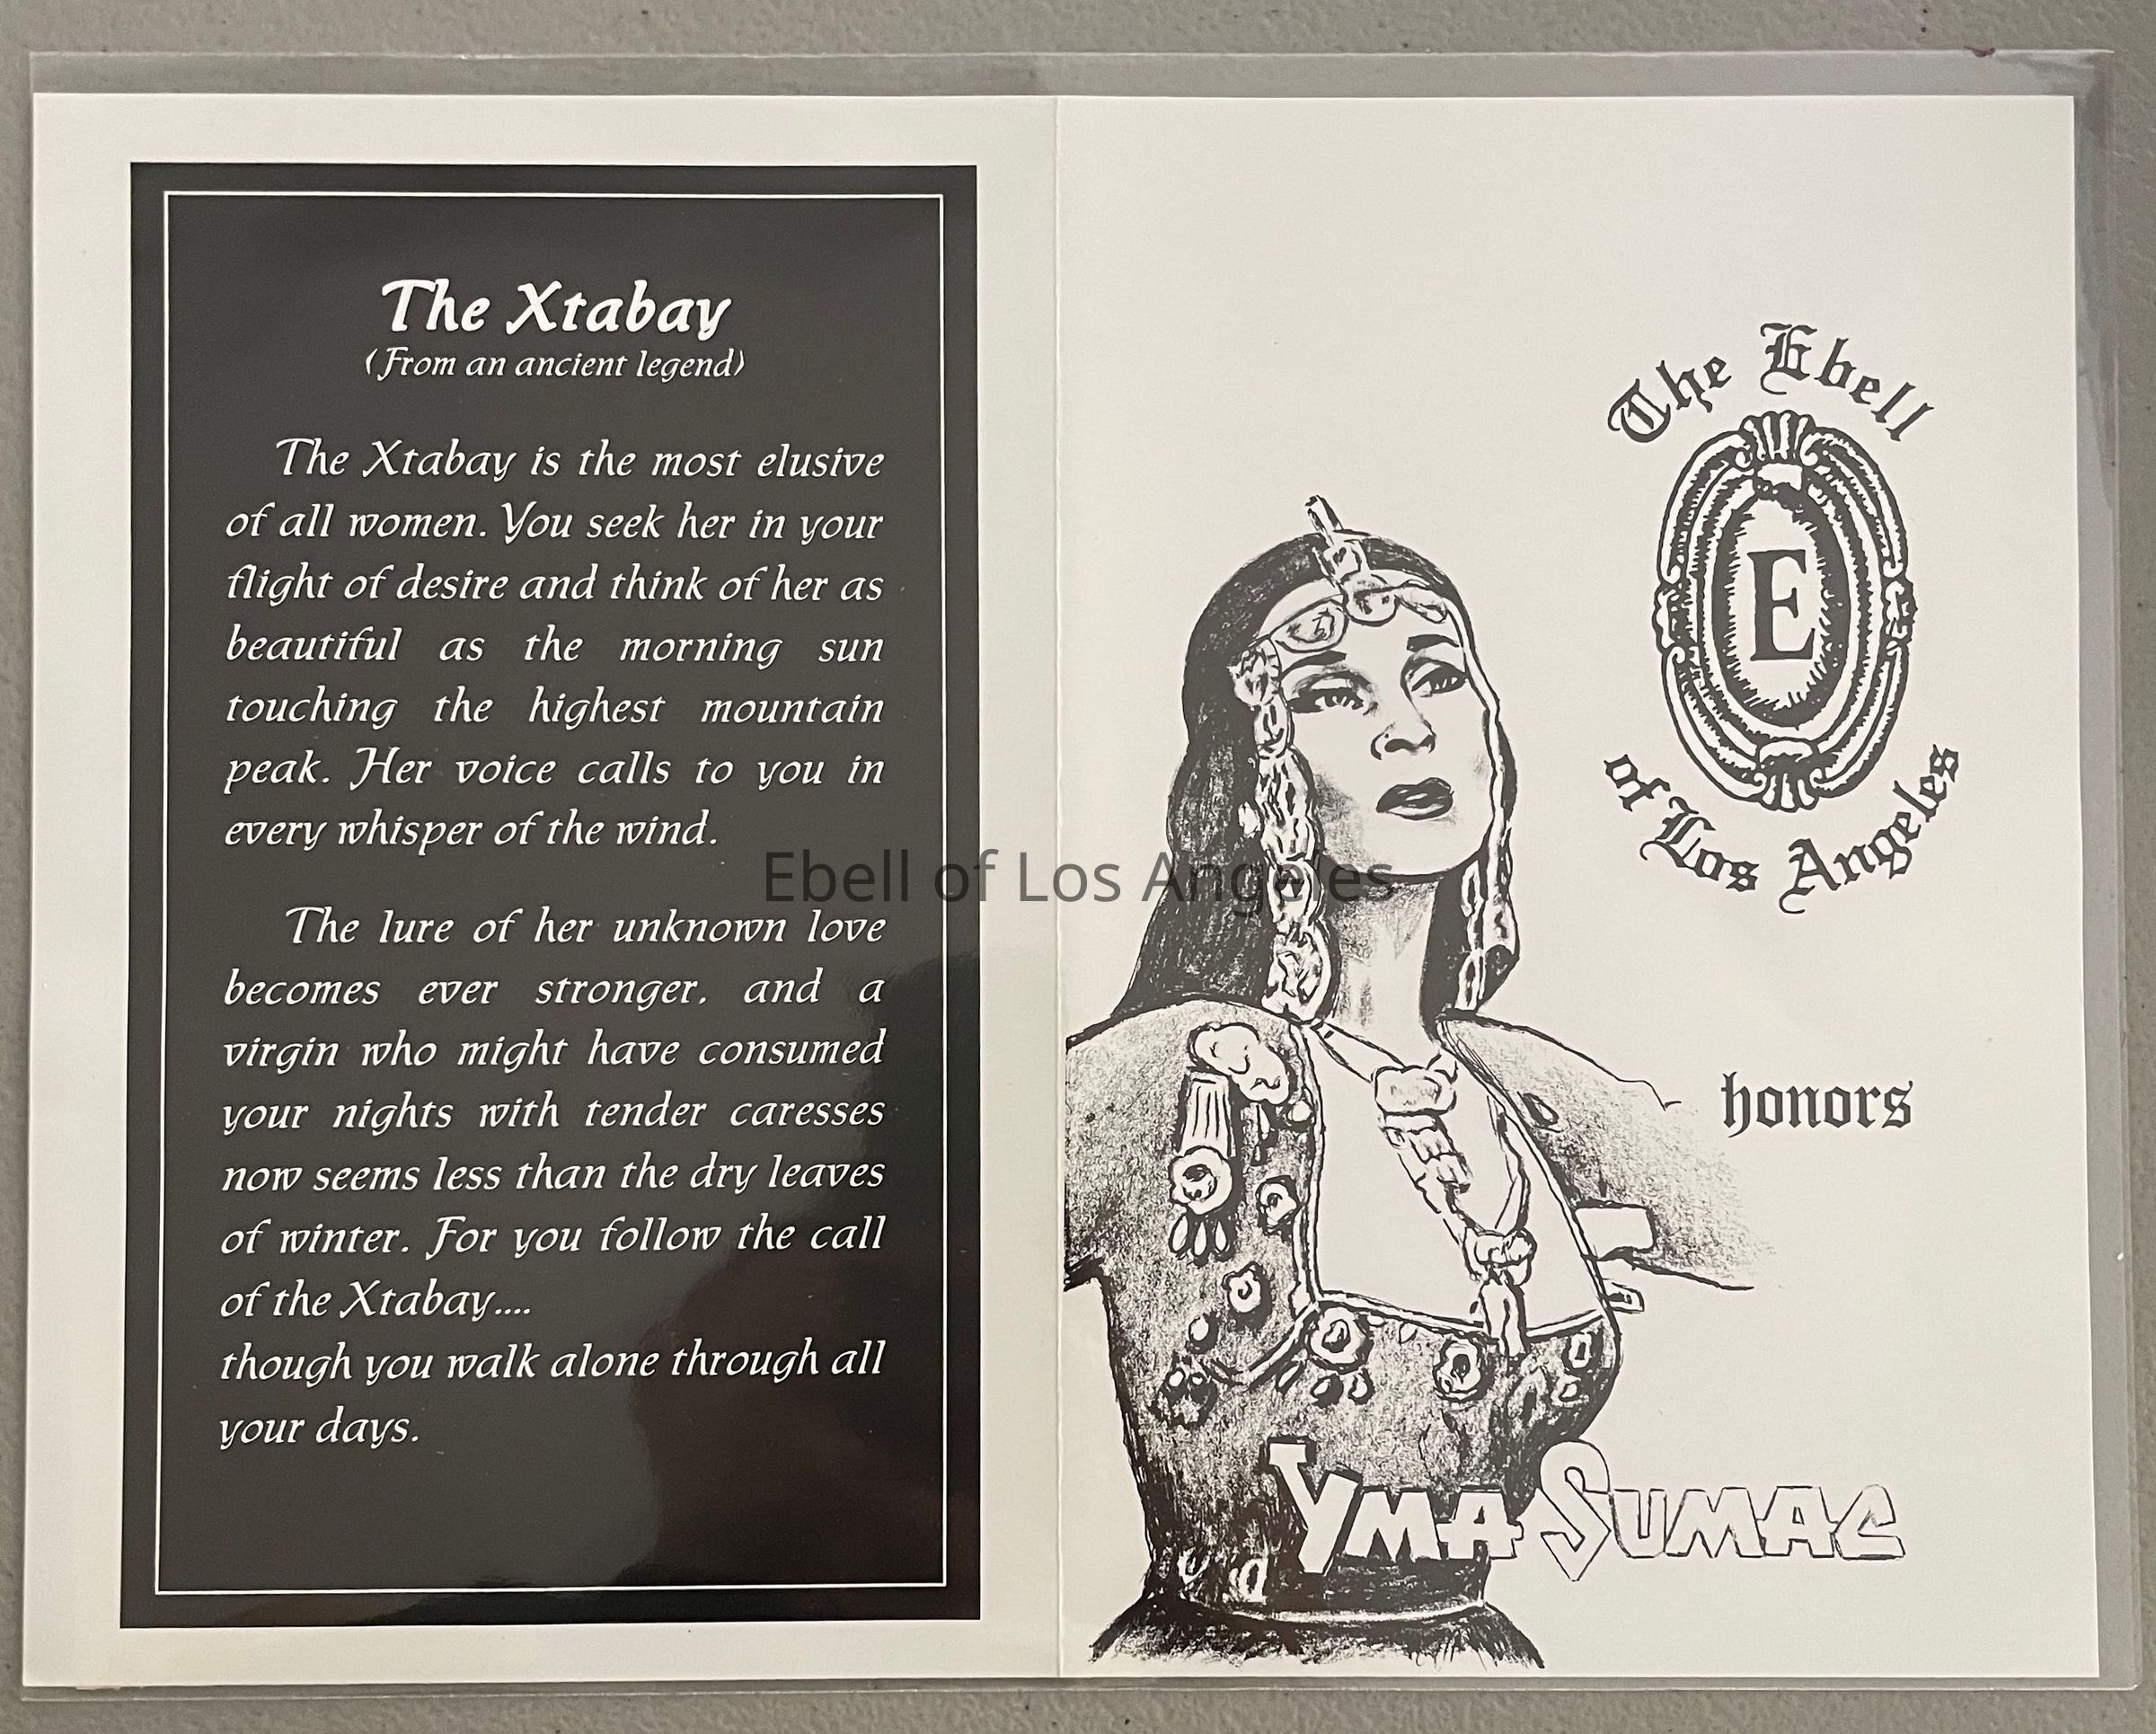 The Xtabay
(From an ancient legend)
The Xtabay is the most elusive
of all women. You seek her in your
flight of desire and think of her as
beautiful as the morning sun
touching the highest mountain
peak. Her voice calls to you in
every whisper of the wind.
The lure of her unknown love
becomes ever stronger. and a
virgin who might have consumed
your nights with tender caresses
now seems less than the dry leaves
of winter. For you follow the call
of the Xtabay....
though you walk alone through all
your days.
The Ebell
E
of Los Angeles
honors
YMA SUMAC
Ebell of Los Angeles